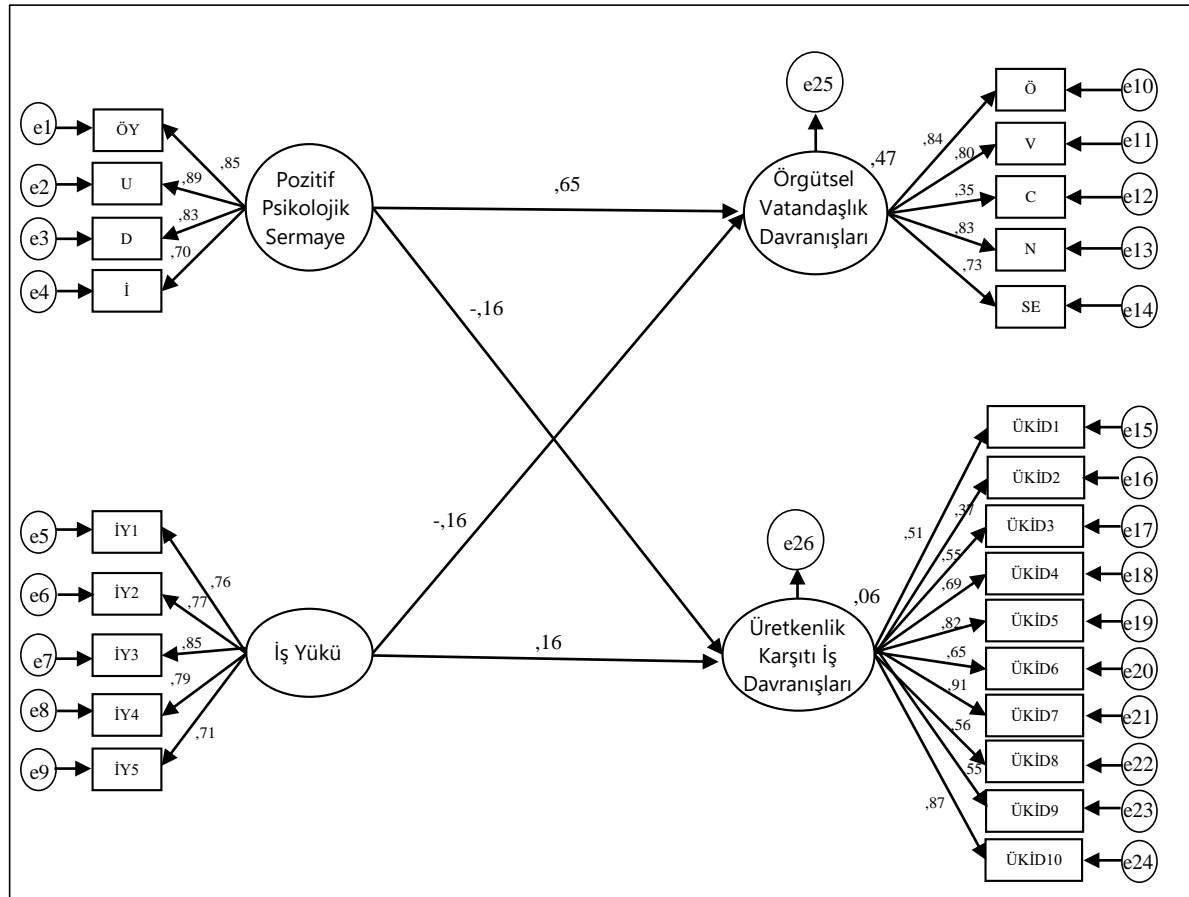 e1
ÖY
e2
U
e3
D
e4
İ
,85
,89
,83
,70
Pozitif
Psikolojik
Sermaye
,65
-,16
e25
,47
Örgütsel
Vatandaşlık
Davranışları
,84
,80
,35
,83
,73
Ö
e10
V
e11
C
e12
N
e13
SE
e14
e5
İY1
e6
İY2
e7
İY3
e8
İY4
e9
İY5
,76
,77
,85
,79
,71
İş Yükü
-,16
,16
e26
,06
Üretkenlik
Karşıtı İş
Davranışları
,51
,37
,55
,69
,82
,65
,91
,56
,55
,87
ÜKİD1
e15
ÜKİD2
e16
ÜKİD3
e17
ÜKİD4
e18
ÜKİD5
e19
ÜKİD6
e20
ÜKİD7
e21
ÜKİD8
e22
ÜKİD9
e23
ÜKİD10
e24